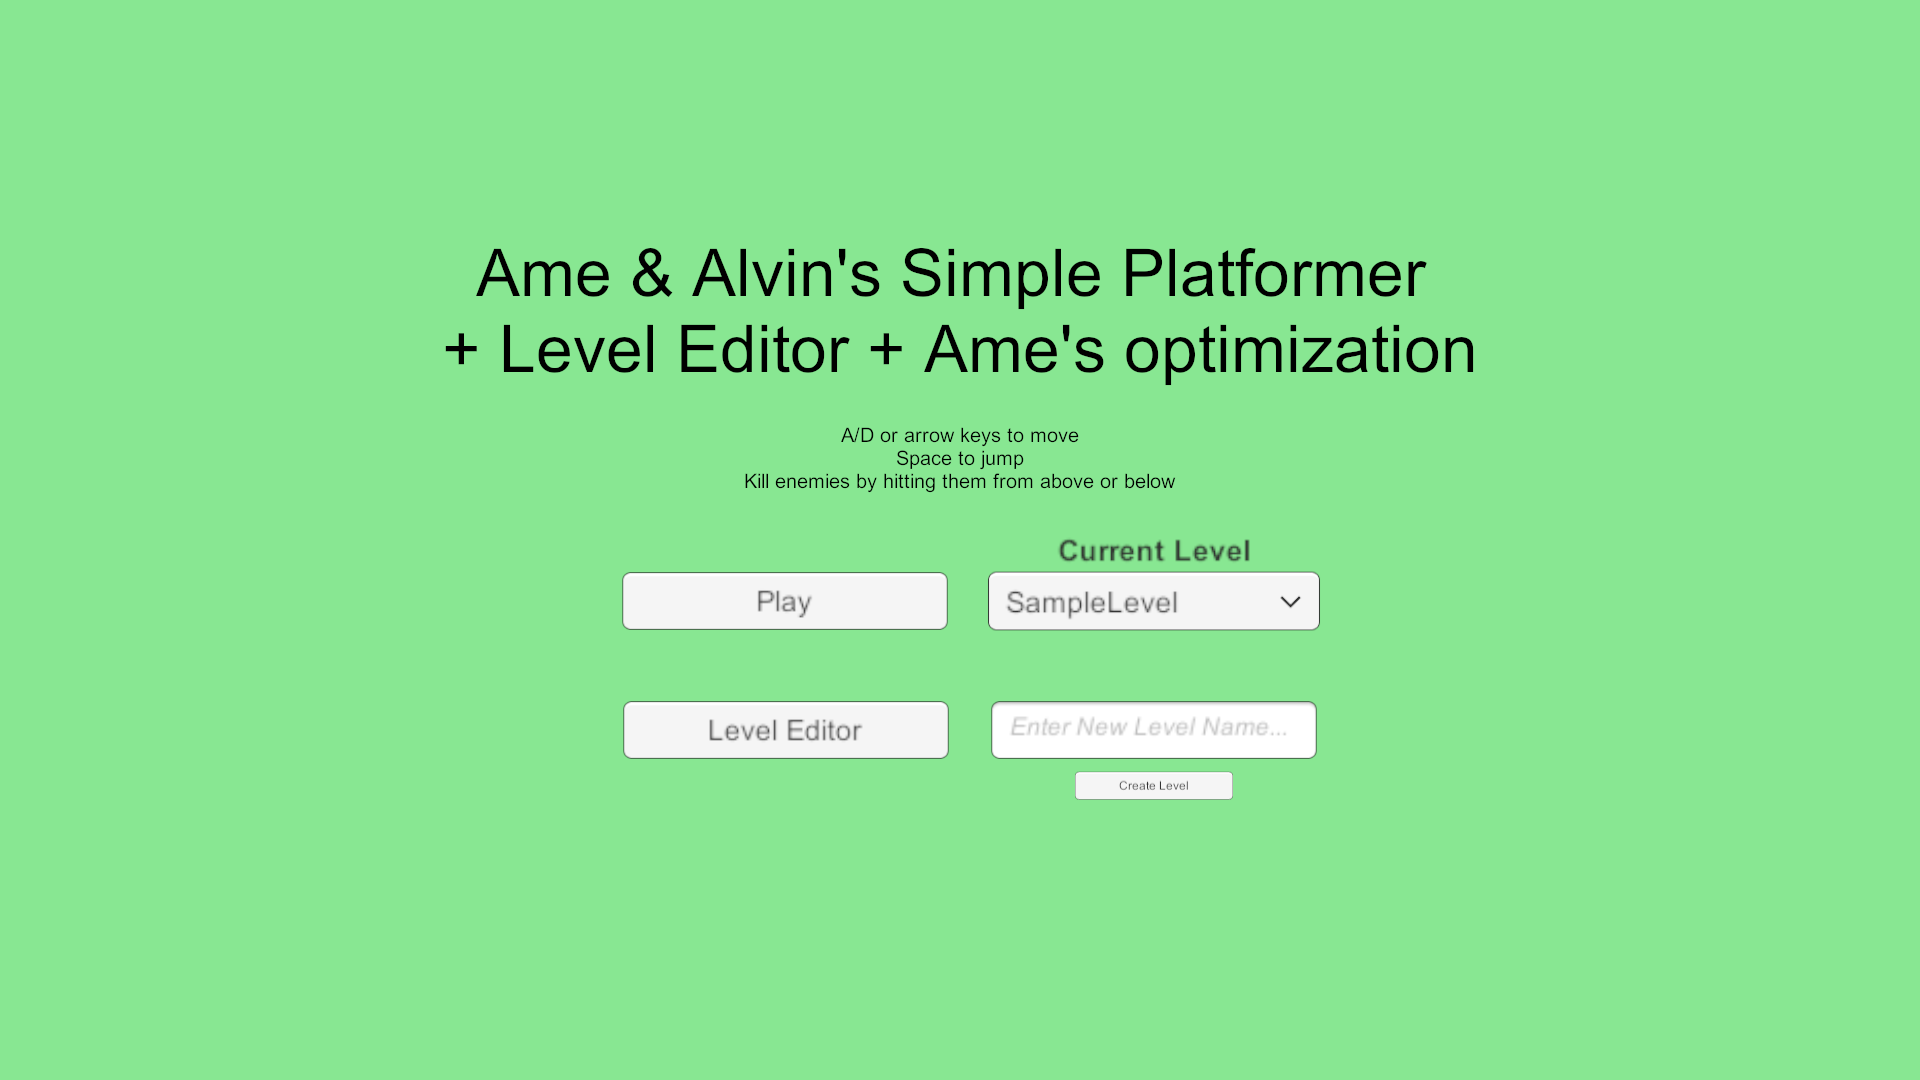 Ame & Alvin's Simple Platformer
+ Level Editor + Ame's optimization
A/D or arrow keys to move
Space to jump
Kill enemies by hitting them from above or below
Current Level
Play
SampleLevel
Level Editor
Enter New Level Name...
Create Level